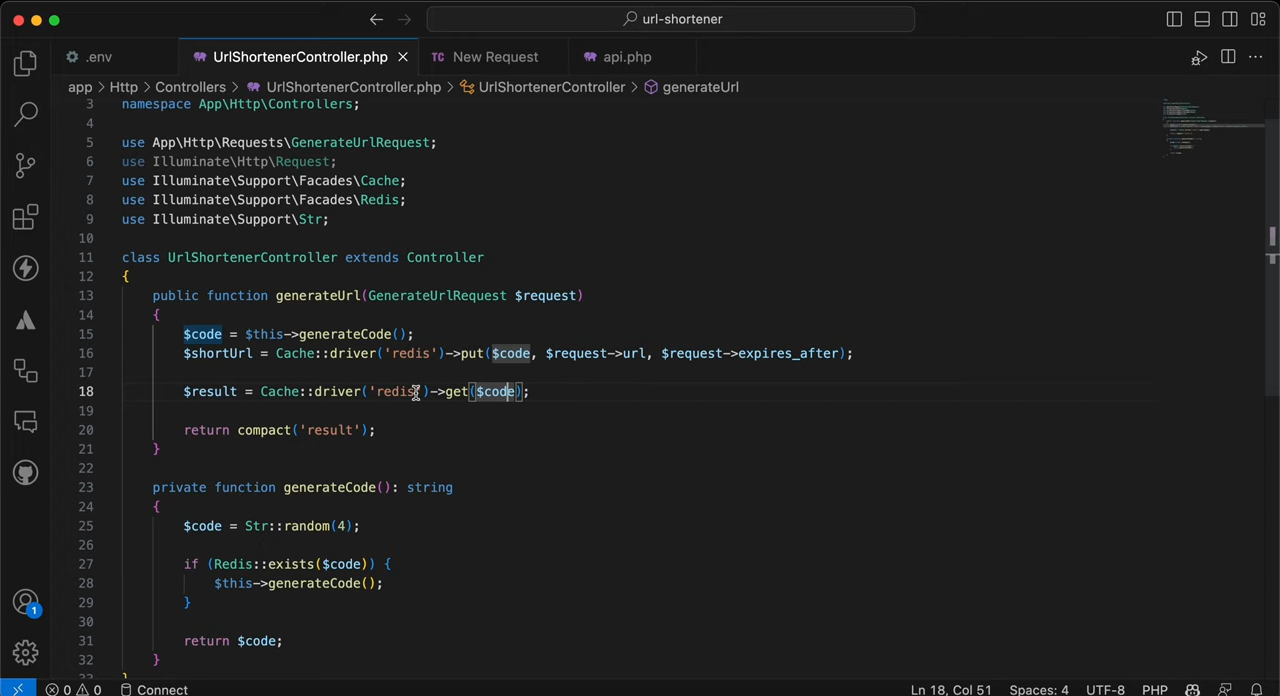 url-shortener
.env
UrlShortenerController.php
TC New Request
api.php
app > Http > Controllers > UrlShortenerController.php > UrlShortenerController > generateUrl
3 namespace App\Http\Controllers;
4
5 use App\Http\Requests\GenerateUrlRequest;
6 use Illuminate\Http\Request;
7 use Illuminate\Support\Facades\Cache;
8 use Illuminate\Support\Facades\Redis;
9 use Illuminate\Support\Str;
10
11 class UrlShortenerController extends Controller
12 {
13 public function generateUrl(GenerateUrlRequest $request)
14 {
15 $code = $this->generateCode();
16 $shortUrl = Cache::driver('redis')->put($code, $request->url, $request->expires_after);
17
18 $result = Cache::driver('redis')->get($code);
19
20 return compact('result');
21 }
22
23 private function generateCode(): string
24 {
25 $code = Str::random(4);
26
27 if (Redis::exists($code)) {
28 $this->generateCode();
29 }
30
31 return $code;
32 }
33 }
1
0 0 Connect Ln 18, Col 51 Spaces: 4 UTF-8 PHP